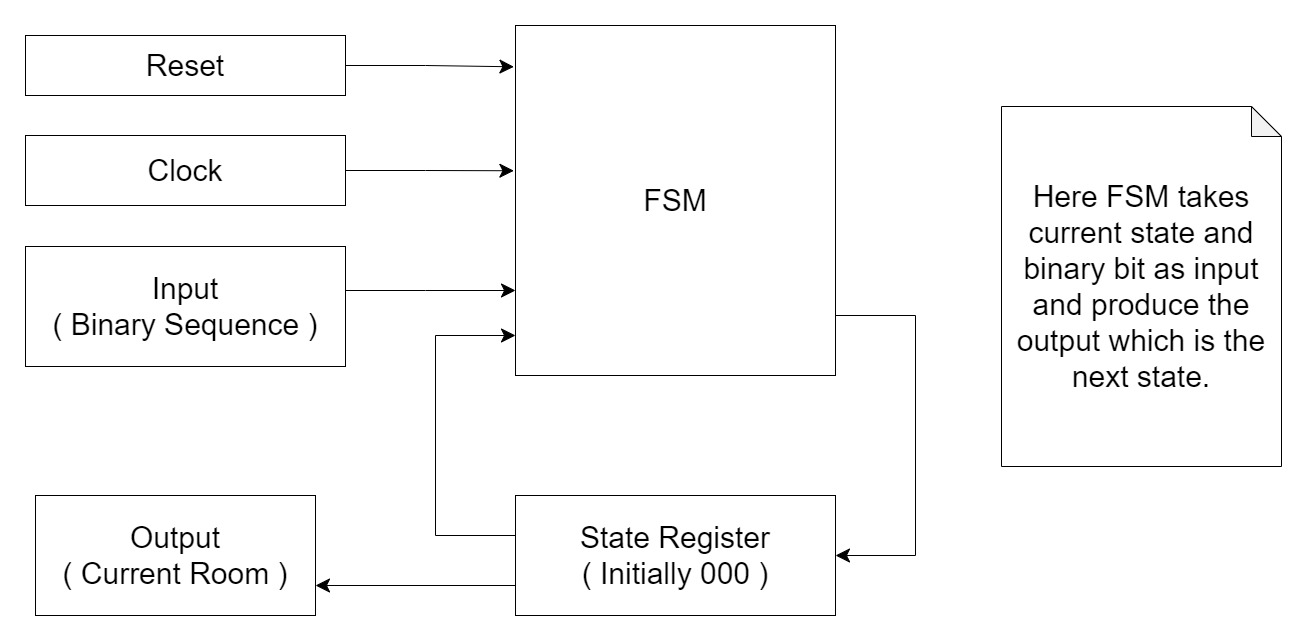 Reset
Clock
Input
( Binary Sequence )
FSM
Here FSM takes
current state and
binary bit as input
and produce the
output which is the
next state.
Output
( Current Room )
State Register
( Initially 000 )